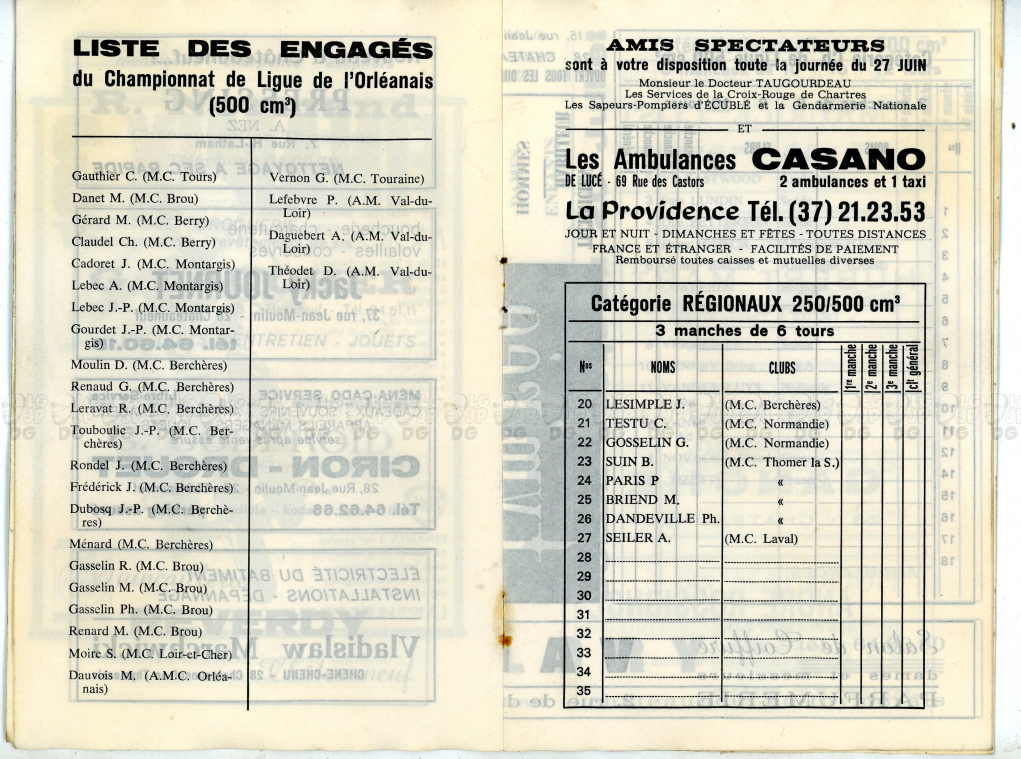 LISTE DES ENGAGÉS
du Championnat de Ligue de l'Orléanais
(500 cm³)
Gauthier C. (M.C. Tours)
Danet M. (M.C. Brou)
Gérard M. (M.C. Berry)
Claudel Ch. (M.C. Berry)
Cadoret J. (M.C. Montargis)
Lebec A. (M.C. Montargis)
Lebec J.-P. (M.C. Montargis)
Gourdet J.-P. (M.C. Montar-
gis)
Moulin D. (M.C. Berchères)
Renaud G. (M.C. Berchères)
Leravat R. (M.C. Berchères)
Touboulic J.-P. (M.C. Ber-
chères)
Rondel J. (M.C. Berchères)
Frédérick J. (M.C. Berchères)
Dubosq J.-P. (M.C. Berchè-
res)
Ménard (M.C. Berchères)
Gasselin R. (M.C. Brou)
Gasselin M. (M.C. Brou)
Gasselin Ph. (M.C. Brou)
Renard M. (M.C. Brou)
Moire S. (M.C. Loir-et-Cher)
Dauvois M. (A.M.C. Orléa-
nais)
Vernon G. (M.C. Touraine)
Lefebvre P. (A.M. Val-du-
Loir)
Daguebert A. (A.M. Val-du-
Loir)
Théodet D. (A.M. Val-du-
Loir)
AMIS SPECTATEURS
sont à votre disposition toute la journée du 27 JUIN
Monsieur le Docteur TAUGOURDEAU
Les Services de la Croix-Rouge de Chartres
Les Sapeurs-Pompiers d'ÉCUBLÉ et la Gendarmerie Nationale
ET
Les Ambulances CASANO
DE LUCÉ - 69 Rue des Castors 2 ambulances et 1 taxi
La Providence Tél. (37) 21.23.53
JOUR ET NUIT - DIMANCHES ET FÊTES - TOUTES DISTANCES
FRANCE ET ÉTRANGER - FACILITÉS DE PAIEMENT
Remboursé toutes caisses et mutuelles diverses
Catégorie RÉGIONAUX 250/500 cm³
3 manches de 6 tours
Nos NOMS CLUBS 1re manche 2e manche 3e manche clt général
20 LESIMPLE J. (M.C. Berchères)
21 TESTU C. (M.C. Normandie)
22 GOSSELIN G. (M.C. Normandie)
23 SUIN B. (M.C. Thomer la S.)
24 PARIS P «
25 BRIEND M. «
26 DANDEVILLE Ph. «
27 SEILER A. (M.C. Laval)
28
29
30
31
32
33
34
35